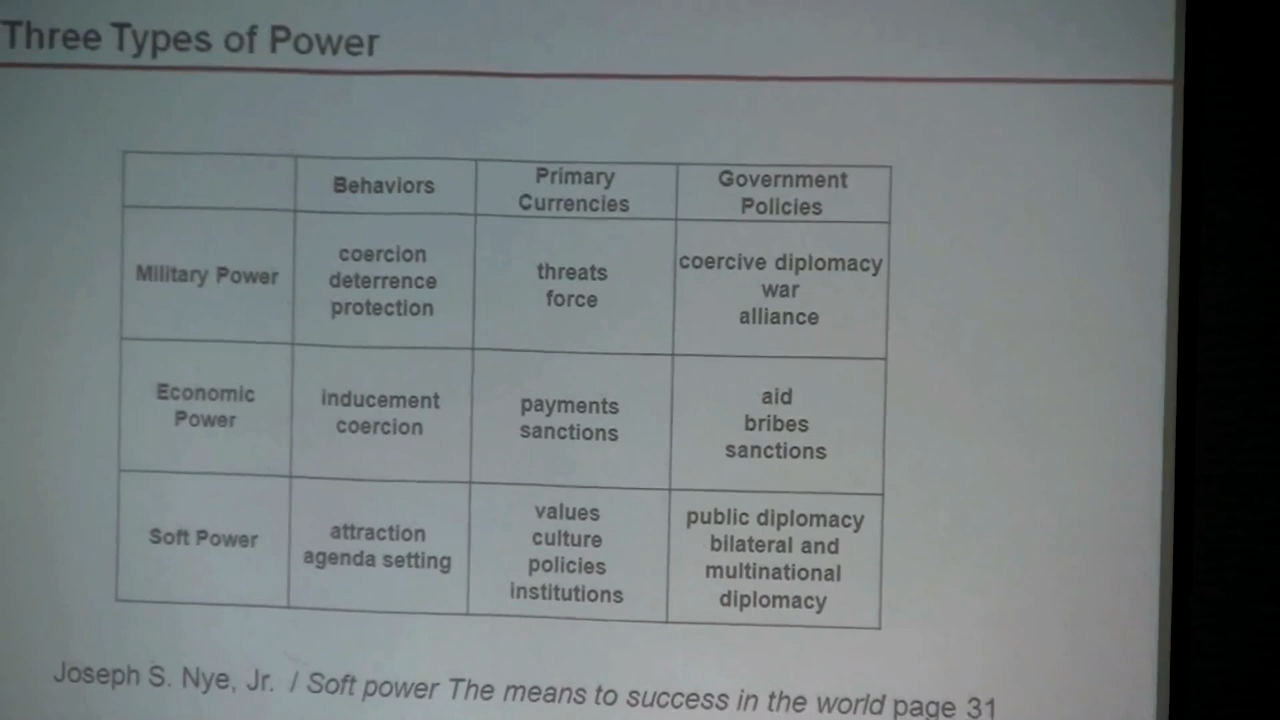 Three Types of Power
Behaviors
Primary
Currencies
Government
Policies
Military Power
coercion
deterrence
protection
threats
force
coercive diplomacy
war
alliance
Economic
Power
inducement
coercion
payments
sanctions
aid
bribes
sanctions
Soft Power
attraction
agenda setting
values
culture
policies
institutions
public diplomacy
bilateral and
multinational
diplomacy
Joseph S. Nye, Jr. / Soft power The means to success in the world page 31